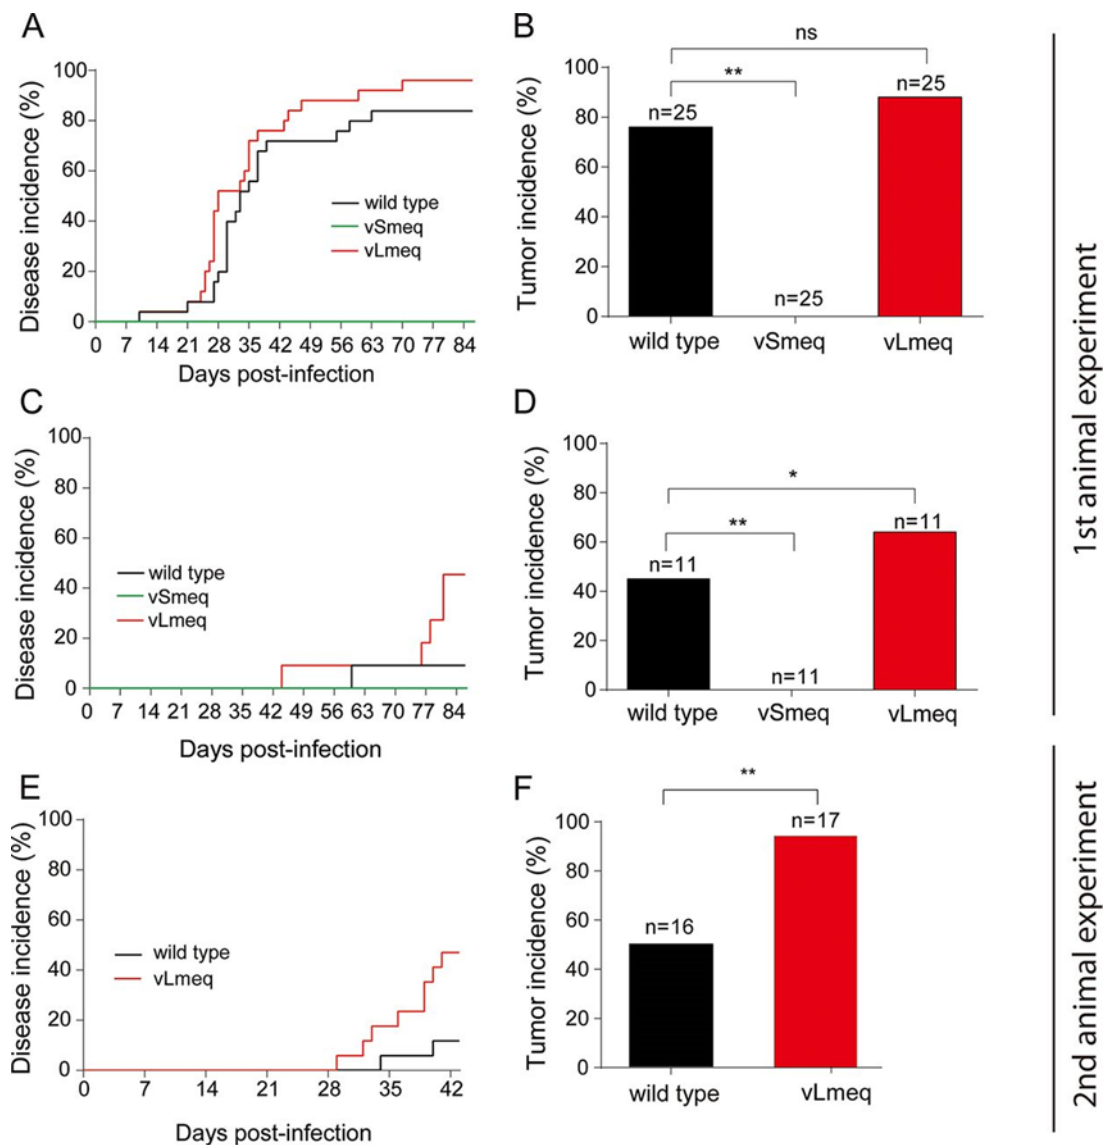 A
Disease incidence (%)
100
80
60
40
20
0
wild type
vSmeq
vLmeq
0 7 14 21 28 35 42 49 56 63 70 77 84
Days post-infection
B
Tumor incidence (%)
100
80
60
40
20
0
ns
**
n=25
n=25
n=25
wild type vSmeq vLmeq
C
Disease incidence (%)
100
80
60
40
20
0
wild type
vSmeq
vLmeq
0 7 14 21 28 35 42 49 56 63 70 77 84
Days post-infection
D
Tumor incidence (%)
100
80
60
40
20
0
*
**
n=11
n=11
n=11
wild type vSmeq vLmeq
1st animal experiment
E
Disease incidence (%)
100
80
60
40
20
0
wild type
vLmeq
0 7 14 21 28 35 42
Days post-infection
F
Tumor incidence (%)
100
80
60
40
20
0
**
n=17
n=16
wild type vLmeq
2nd animal experiment